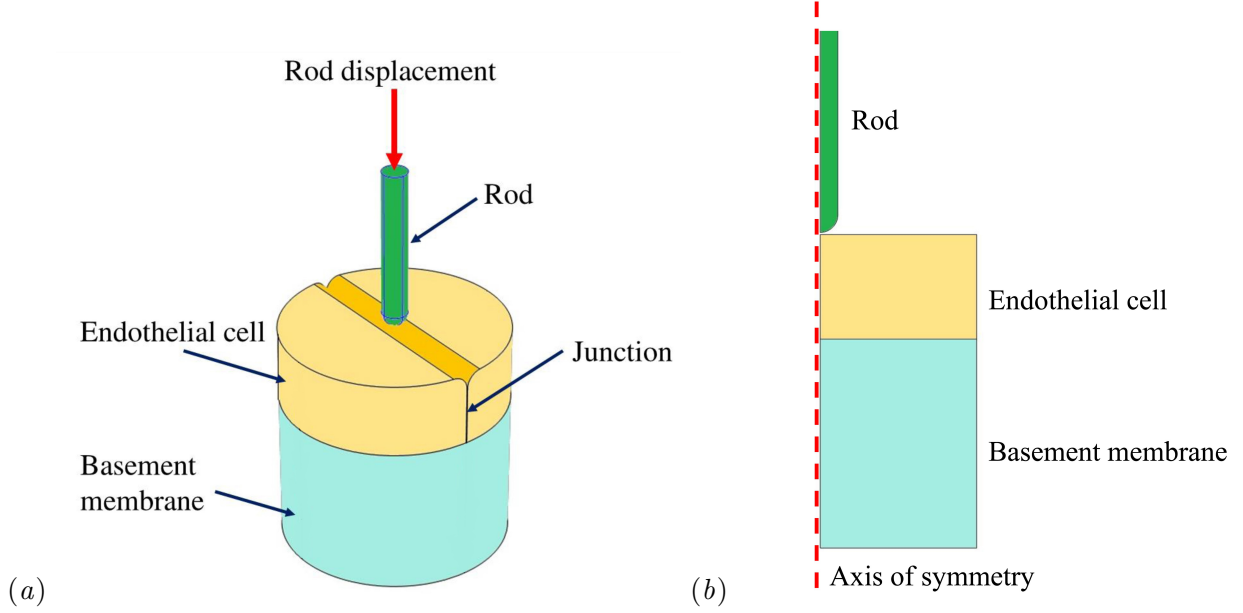 Rod displacement
Rod
Endothelial cell
Junction
Basement
membrane
(a)
Rod
Endothelial cell
Basement membrane
Axis of symmetry
(b)